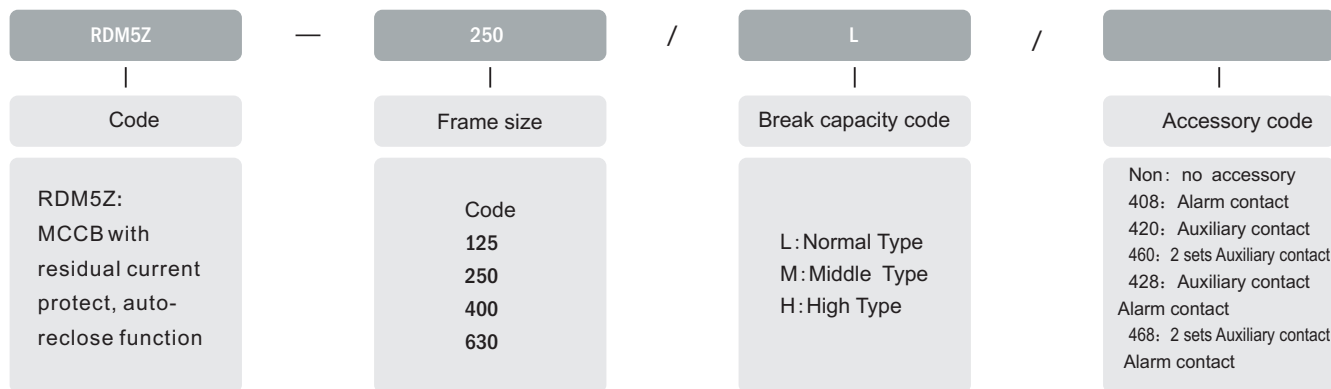 RDM5Z — 250 / L /
Code
Frame size
Break capacity code
Accessory code
RDM5Z:
MCCB with
residual current
protect, auto-
reclose function
Code
125
250
400
630
L:Normal Type
M:Middle Type
H:High Type
Non: no accessory
408: Alarm contact
420: Auxiliary contact
460: 2 sets Auxiliary contact
428: Auxiliary contact
Alarm contact
468: 2 sets Auxiliary contact
Alarm contact